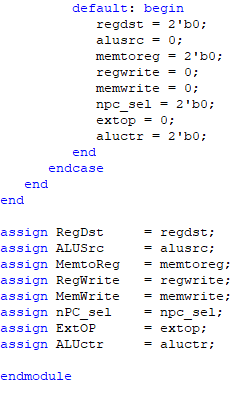 default: begin
regdst = 2'b0;
alusrc = 0;
memtoreg = 2'b0;
regwrite = 0;
memwrite = 0;
npc_sel = 2'b0;
extop = 0;
aluctr = 2'b0;
end
endcase
end
end
assign RegDst = regdst;
assign ALUSrc = alusrc;
assign MemtoReg = memtoreg;
assign RegWrite = regwrite;
assign MemWrite = memwrite;
assign nPC_sel = npc_sel;
assign ExtOP = extop;
assign ALUctr = aluctr;
endmodule